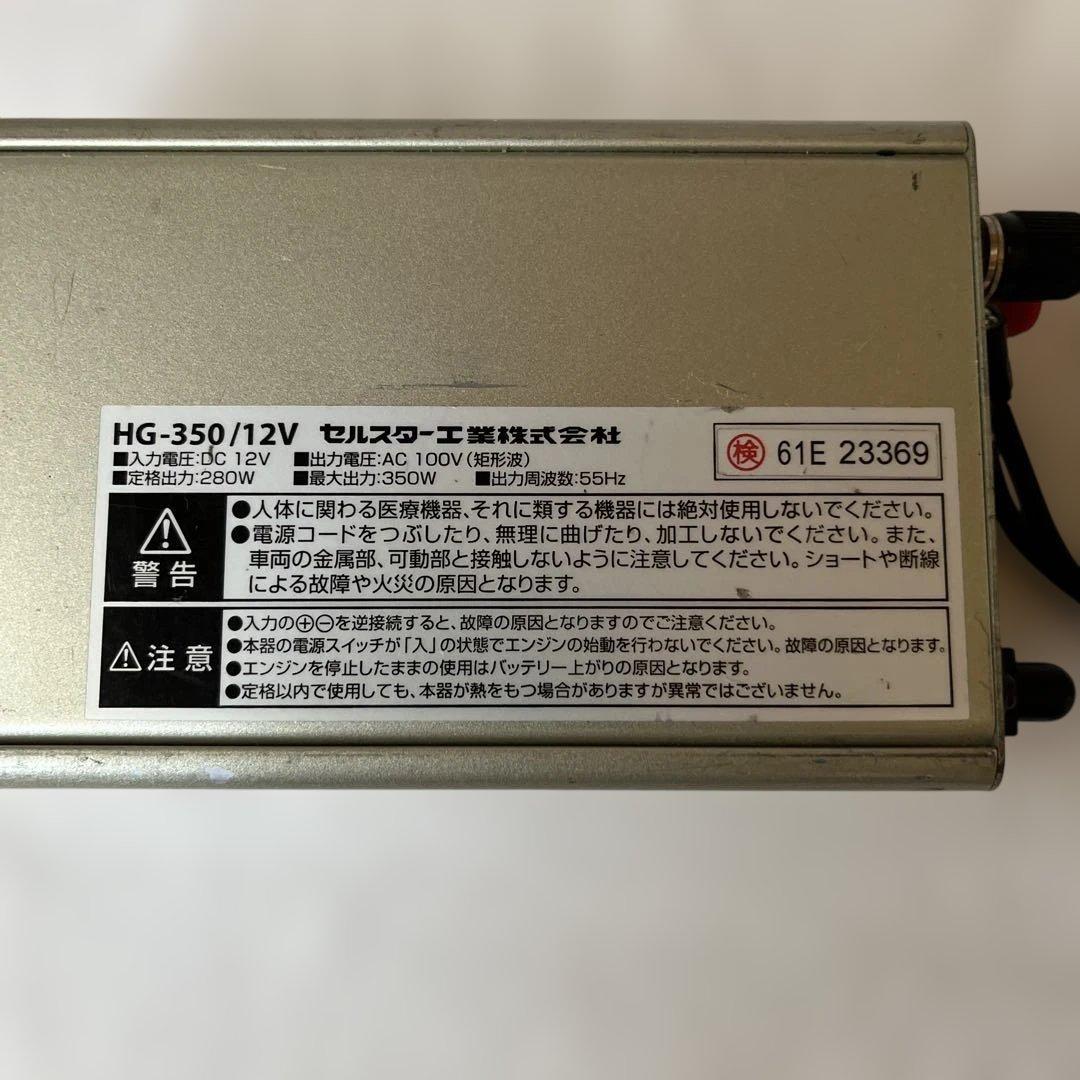 HG-350/12V セルスター工業株式会社
■入力電圧:DC 12V ■出力電圧:AC 100V(矩形波)
■定格出力:280W ■最大出力:350W ■出力周波数:55Hz
検 61E 23369
警告
●人体に関わる医療機器、それに類する機器には絶対使用しないでください。
●電源コードをつぶしたり、無理に曲げたり、加工しないでください。また、
車両の金属部、可動部と接触しないように注意してください。ショートや断線
による故障や火災の原因となります。
注意
●入力の⊕⊖を逆接続すると、故障の原因となりますのでご注意ください。
●本器の電源スイッチが「入」の状態でエンジンの始動を行わないでください。故障の原因となります。
●エンジンを停止したままの使用はバッテリー上がりの原因となります。
●定格以内で使用しても、本器が熱をもつ場合がありますが異常ではございません。